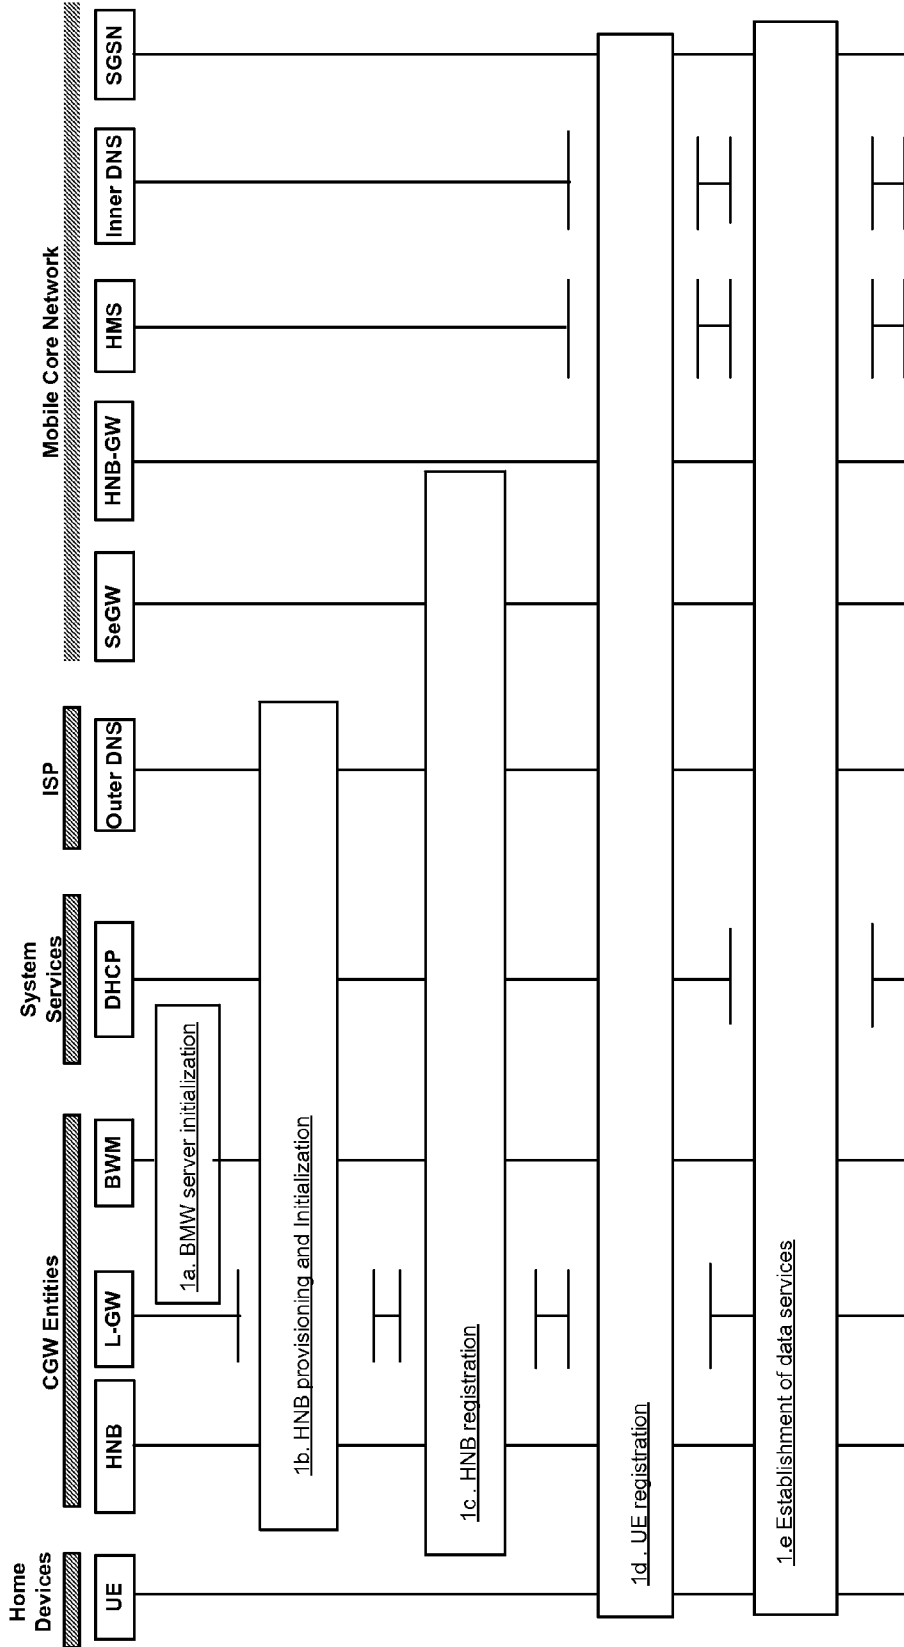 Home
Devices
CGW Entities
System
Services
ISP
Mobile Core Network
UE
HNB
L-GW
BWM
DHCP
Outer DNS
SeGW
HNB-GW
HMS
Inner DNS
SGSN
1a. BMW server initialization
1b. HNB provisioning and Initialization
1c . HNB registration
1d . UE registration
1.e Establishment of data services